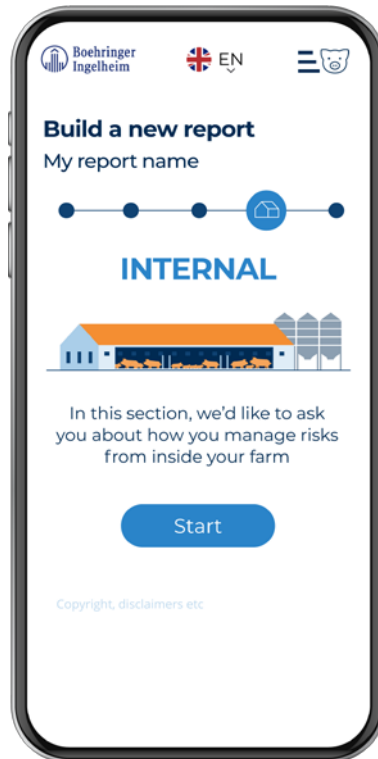 Boehringer
Ingelheim
EN
Build a new report
My report name
INTERNAL
In this section, we'd like to ask
you about how you manage risks
from inside your farm
Start
Copyright, disclaimers etc